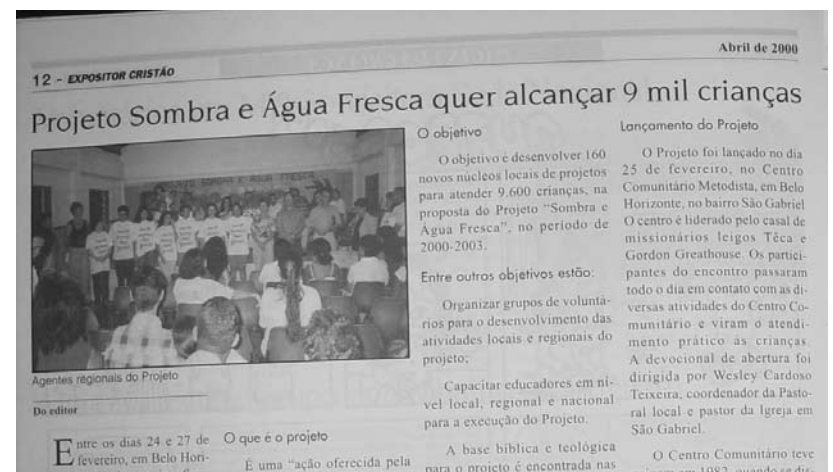 Abril de 2000
12 - EXPOSITOR CRISTÃO
Projeto Sombra e Água Fresca quer alcançar 9 mil crianças
Agentes regionais do Projeto
Do editor
Entre os dias 24 e 27 de
fevereiro, em Belo Hori-
O que é o projeto
É uma "ação oferecida pela
O objetivo
O objetivo é desenvolver 160
novos núcleos locais de projetos
para atender 9.600 crianças, na
proposta do Projeto "Sombra e
Água Fresca", no período de
2000-2003.
Entre outros objetivos estão:
Organizar grupos de voluntá-
rios para o desenvolvimento das
atividades locais e regionais do
projeto;
Capacitar educadores em ní-
vel local, regional e nacional
para a execução do Projeto.
A base bíblica e teológica
para o projeto é encontrada nas
Lançamento do Projeto
O Projeto foi lançado no dia
25 de fevereiro, no Centro
Comunitário Metodista, em Belo
Horizonte, no bairro São Gabriel
O centro é liderado pelo casal de
missionários leigos Têca e
Gordon Greathouse. Os partici-
pantes do encontro passaram
todo o dia em contato com as di-
versas atividades do Centro Co-
munitário e viram o atendi-
mento prático as crianças.
A devocional de abertura foi
dirigida por Wesley Cardoso
Teixeira, coordenador da Pasto-
ral local e pastor da Igreja em
São Gabriel.
O Centro Comunitário teve